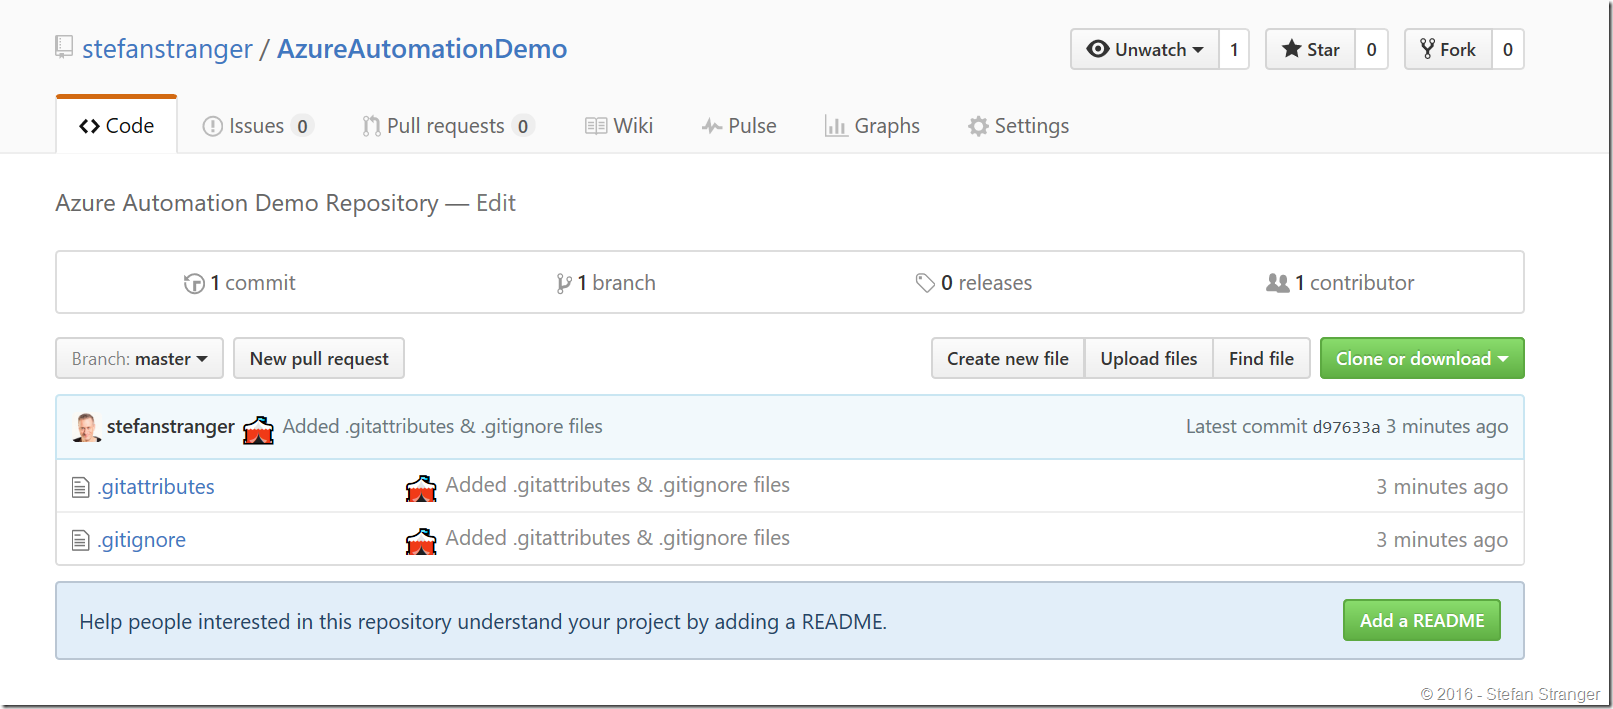 stefanstranger / AzureAutomationDemo Unwatch 1 Star 0 Fork 0
Code Issues 0 Pull requests 0 Wiki Pulse Graphs Settings
Azure Automation Demo Repository — Edit
1 commit 1 branch 0 releases 1 contributor
Branch: master New pull request Create new file Upload files Find file Clone or download
stefanstranger Added .gitattributes & .gitignore files Latest commit d97633a 3 minutes ago
.gitattributes Added .gitattributes & .gitignore files 3 minutes ago
.gitignore Added .gitattributes & .gitignore files 3 minutes ago
Help people interested in this repository understand your project by adding a README. Add a README
© 2016 - Stefan Stranger